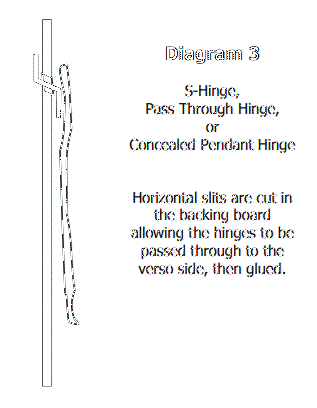 Diagram 3
S-Hinge,
Pass Through Hinge,
or
Concealed Pendant Hinge
Horizontal slits are cut in
the backing board
allowing the hinges to be
passed through to the
verso side, then glued.